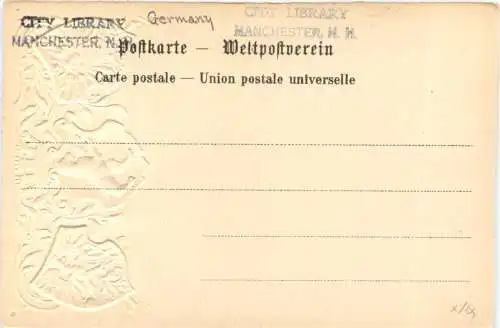 CITY LIBRARY
MANCHESTER, N. H.
Germany
CITY LIBRARY
MANCHESTER, N. H.
Postkarte — Weltpostverein
Carte postale — Union postale universelle